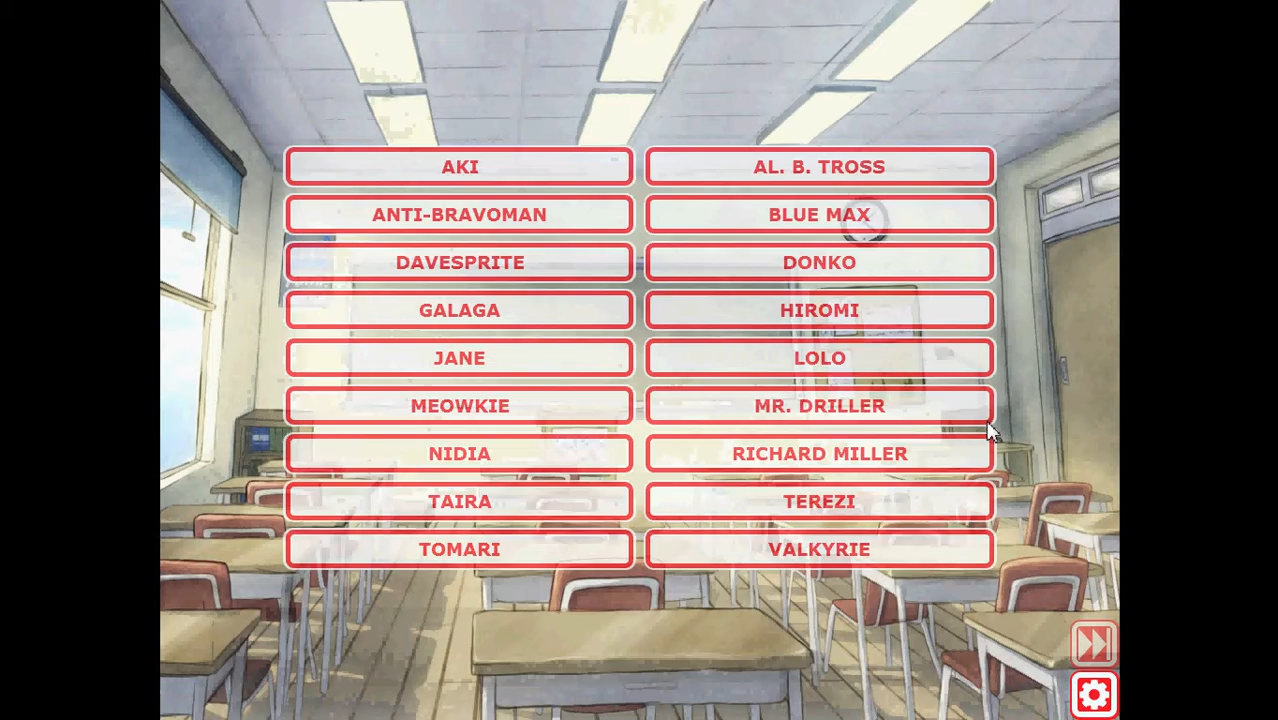 AKI
AL. B. TROSS
ANTI-BRAVOMAN
BLUE MAX
DAVESPRITE
DONKO
GALAGA
HIROMI
JANE
LOLO
MEOWKIE
MR. DRILLER
NIDIA
RICHARD MILLER
TAIRA
TEREZI
TOMARI
VALKYRIE